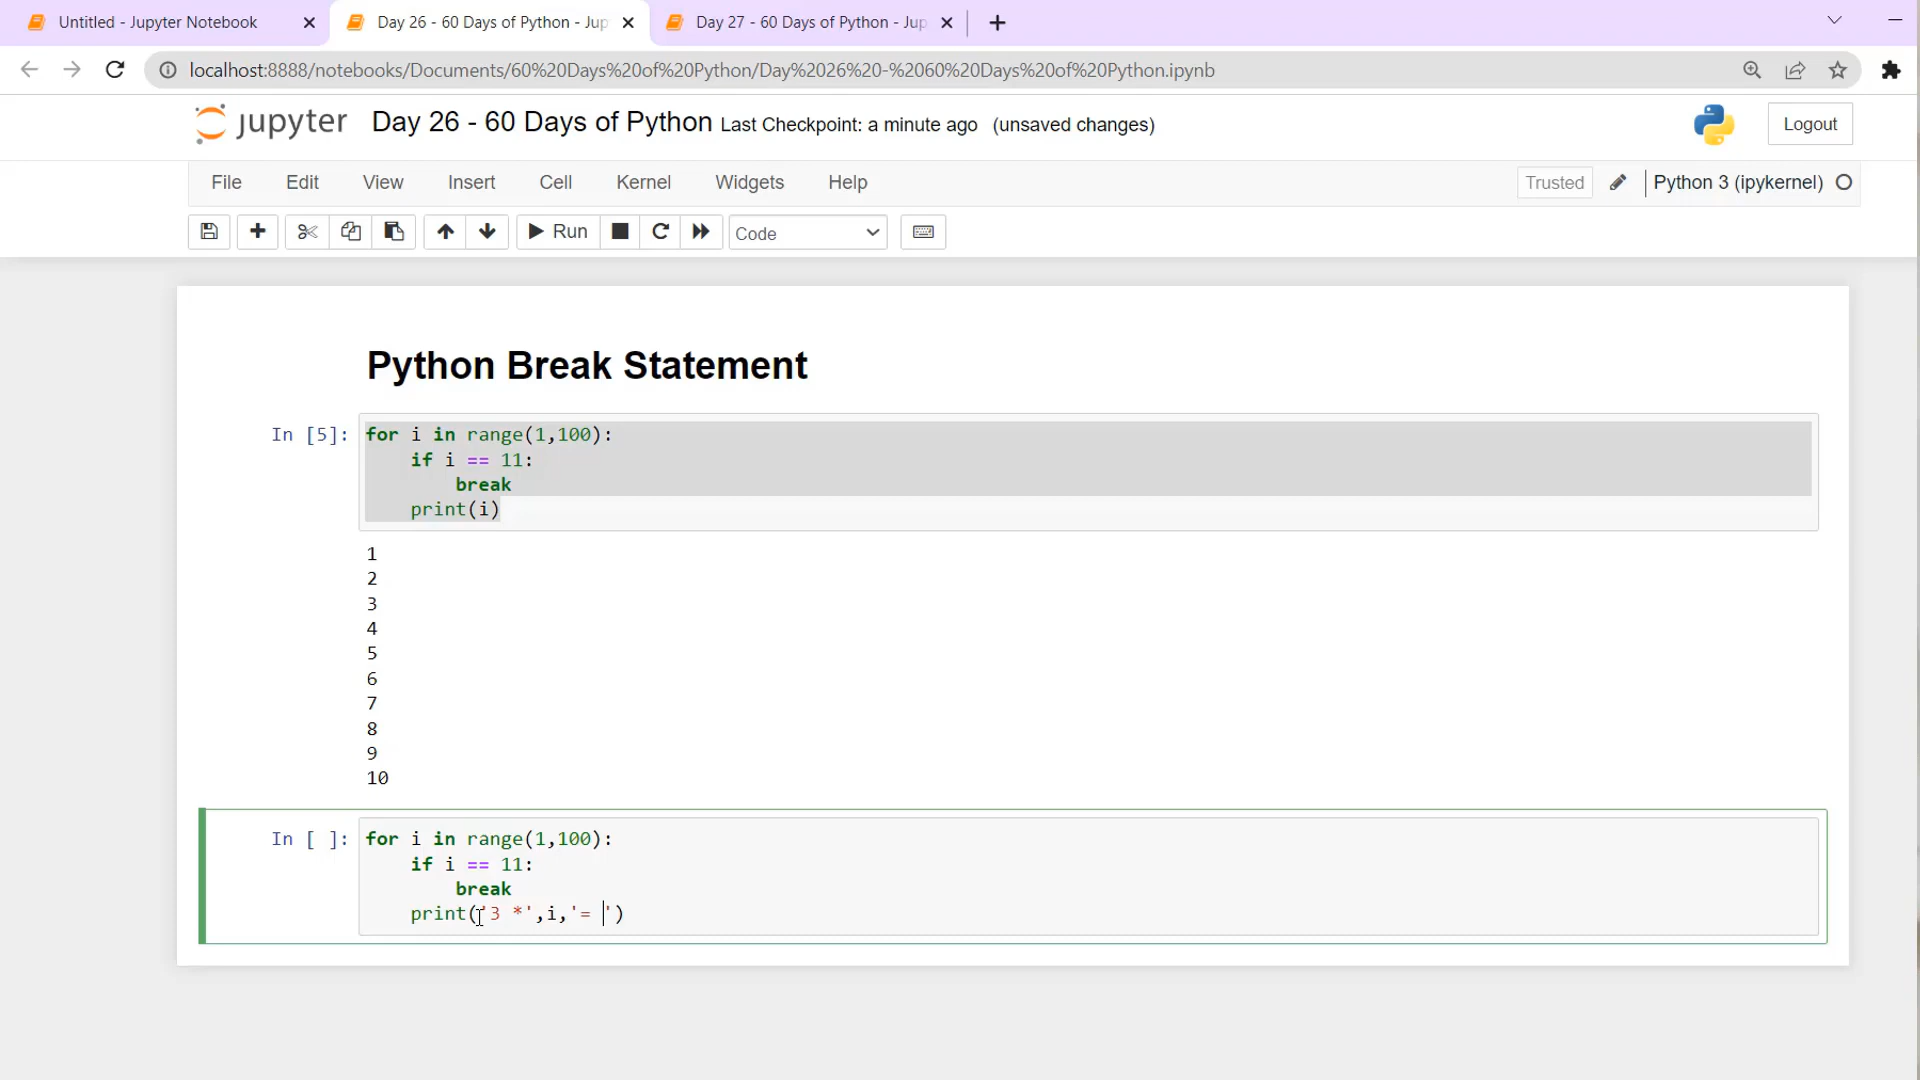 Untitled - Jupyter Notebook
Day 26 - 60 Days of Python - Jup
Day 27 - 60 Days of Python - Jup
localhost:8888/notebooks/Documents/60%20Days%20of%20Python/Day%2026%20-%2060%20Days%20of%20Python.ipynb
jupyter Day 26 - 60 Days of Python Last Checkpoint: a minute ago (unsaved changes)
Logout
File Edit View Insert Cell Kernel Widgets Help
Trusted Python 3 (ipykernel)
Run Code
Python Break Statement
In [5]: for i in range(1,100):
    if i == 11:
        break
    print(i)
1
2
3
4
5
6
7
8
9
10
In [ ]: for i in range(1,100):
    if i == 11:
        break
    print('3 *',i,'= ')